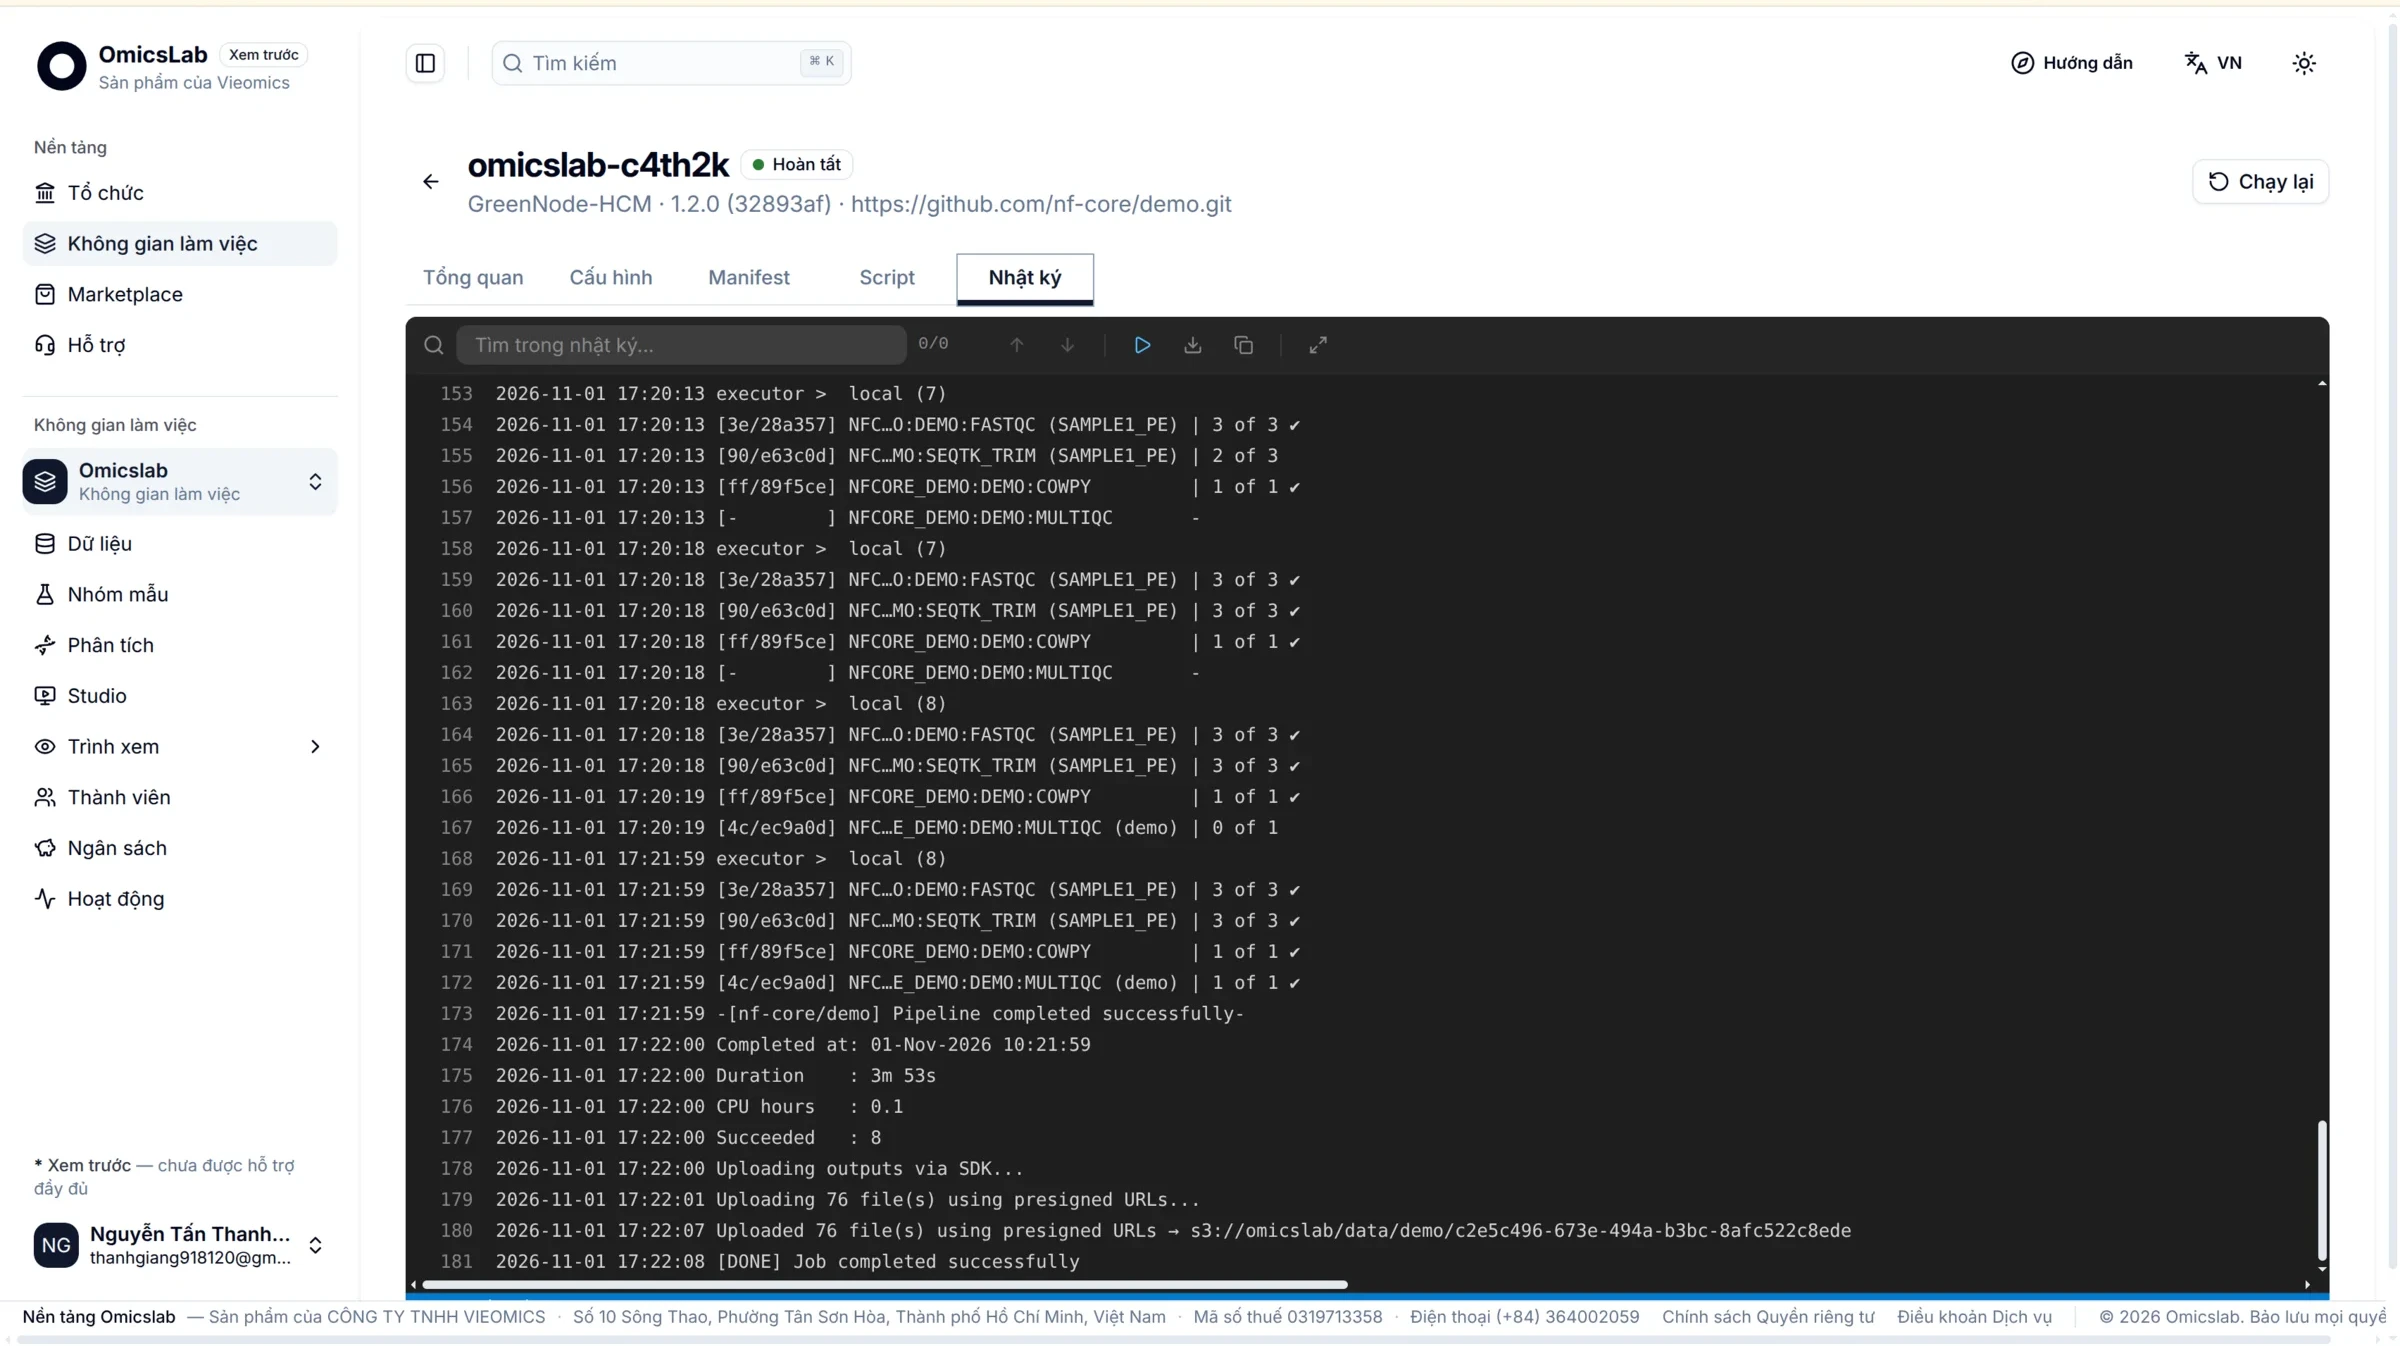 OmicsLab Xem trước
Sản phẩm của Vieomics
Tìm kiếm ⌘ K
Hướng dẫn VN
Nền tảng
Tổ chức
Không gian làm việc
Marketplace
Hỗ trợ
Không gian làm việc
Omicslab
Không gian làm việc
Dữ liệu
Nhóm mẫu
Phân tích
Studio
Trình xem
Thành viên
Ngân sách
Hoạt động
* Xem trước — chưa được hỗ trợ
đầy đủ
NG Nguyễn Tấn Thanh...
thanhgiang918120@gm...
omicslab-c4th2k Hoàn tất
GreenNode-HCM · 1.2.0 (32893af) · https://github.com/nf-core/demo.git
Chạy lại
Tổng quan Cấu hình Manifest Script Nhật ký
Tìm trong nhật ký... 0/0
153 2026-11-01 17:20:13 executor >  local (7)
154 2026-11-01 17:20:13 [3e/28a357] NFC…O:DEMO:FASTQC (SAMPLE1_PE) | 3 of 3 ✔
155 2026-11-01 17:20:13 [90/e63c0d] NFC…MO:SEQTK_TRIM (SAMPLE1_PE) | 2 of 3
156 2026-11-01 17:20:13 [ff/89f5ce] NFCORE_DEMO:DEMO:COWPY         | 1 of 1 ✔
157 2026-11-01 17:20:13 [-        ] NFCORE_DEMO:DEMO:MULTIQC       -
158 2026-11-01 17:20:18 executor >  local (7)
159 2026-11-01 17:20:18 [3e/28a357] NFC…O:DEMO:FASTQC (SAMPLE1_PE) | 3 of 3 ✔
160 2026-11-01 17:20:18 [90/e63c0d] NFC…MO:SEQTK_TRIM (SAMPLE1_PE) | 3 of 3 ✔
161 2026-11-01 17:20:18 [ff/89f5ce] NFCORE_DEMO:DEMO:COWPY         | 1 of 1 ✔
162 2026-11-01 17:20:18 [-        ] NFCORE_DEMO:DEMO:MULTIQC       -
163 2026-11-01 17:20:18 executor >  local (8)
164 2026-11-01 17:20:18 [3e/28a357] NFC…O:DEMO:FASTQC (SAMPLE1_PE) | 3 of 3 ✔
165 2026-11-01 17:20:18 [90/e63c0d] NFC…MO:SEQTK_TRIM (SAMPLE1_PE) | 3 of 3 ✔
166 2026-11-01 17:20:19 [ff/89f5ce] NFCORE_DEMO:DEMO:COWPY         | 1 of 1 ✔
167 2026-11-01 17:20:19 [4c/ec9a0d] NFC…E_DEMO:DEMO:MULTIQC (demo) | 0 of 1
168 2026-11-01 17:21:59 executor >  local (8)
169 2026-11-01 17:21:59 [3e/28a357] NFC…O:DEMO:FASTQC (SAMPLE1_PE) | 3 of 3 ✔
170 2026-11-01 17:21:59 [90/e63c0d] NFC…MO:SEQTK_TRIM (SAMPLE1_PE) | 3 of 3 ✔
171 2026-11-01 17:21:59 [ff/89f5ce] NFCORE_DEMO:DEMO:COWPY         | 1 of 1 ✔
172 2026-11-01 17:21:59 [4c/ec9a0d] NFC…E_DEMO:DEMO:MULTIQC (demo) | 1 of 1 ✔
173 2026-11-01 17:21:59 -[nf-core/demo] Pipeline completed successfully-
174 2026-11-01 17:22:00 Completed at: 01-Nov-2026 10:21:59
175 2026-11-01 17:22:00 Duration    : 3m 53s
176 2026-11-01 17:22:00 CPU hours   : 0.1
177 2026-11-01 17:22:00 Succeeded   : 8
178 2026-11-01 17:22:00 Uploading outputs via SDK...
179 2026-11-01 17:22:01 Uploading 76 file(s) using presigned URLs...
180 2026-11-01 17:22:07 Uploaded 76 file(s) using presigned URLs → s3://omicslab/data/demo/c2e5c496-673e-494a-b3bc-8afc522c8ede
181 2026-11-01 17:22:08 [DONE] Job completed successfully
Nền tảng Omicslab — Sản phẩm của CÔNG TY TNHH VIEOMICS · Số 10 Sông Thao, Phường Tân Sơn Hòa, Thành phố Hồ Chí Minh, Việt Nam · Mã số thuế 0319713358 · Điện thoại (+84) 364002059 Chính sách Quyền riêng tư Điều khoản Dịch vụ © 2026 Omicslab. Bảo lưu mọi quyề